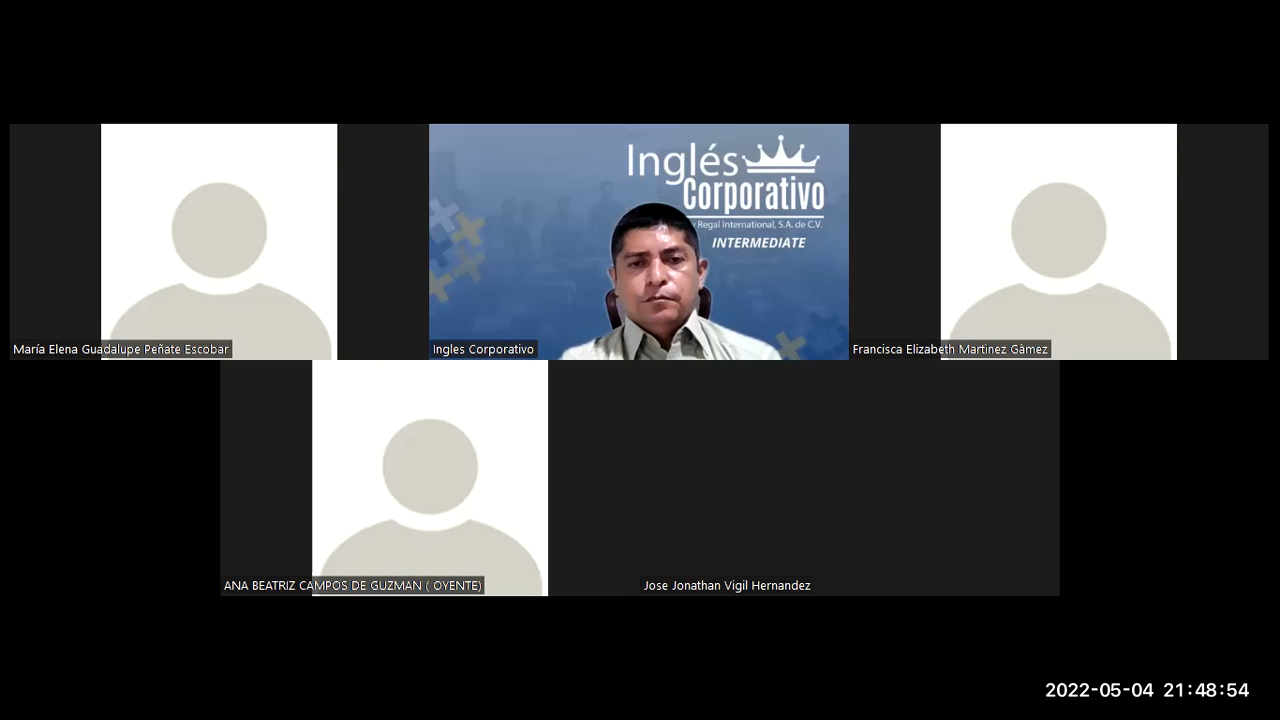 Inglés
Corporativo
y Regal International, S.A. de C.V.
INTERMEDIATE
María Elena Guadalupe Peñate Escobar
Ingles Corporativo
Francisca Elizabeth Martìnez Gàmez
ANA BEATRIZ CAMPOS DE GUZMAN ( OYENTE)
Jose Jonathan Vigil Hernandez
2022-05-04 21:48:54